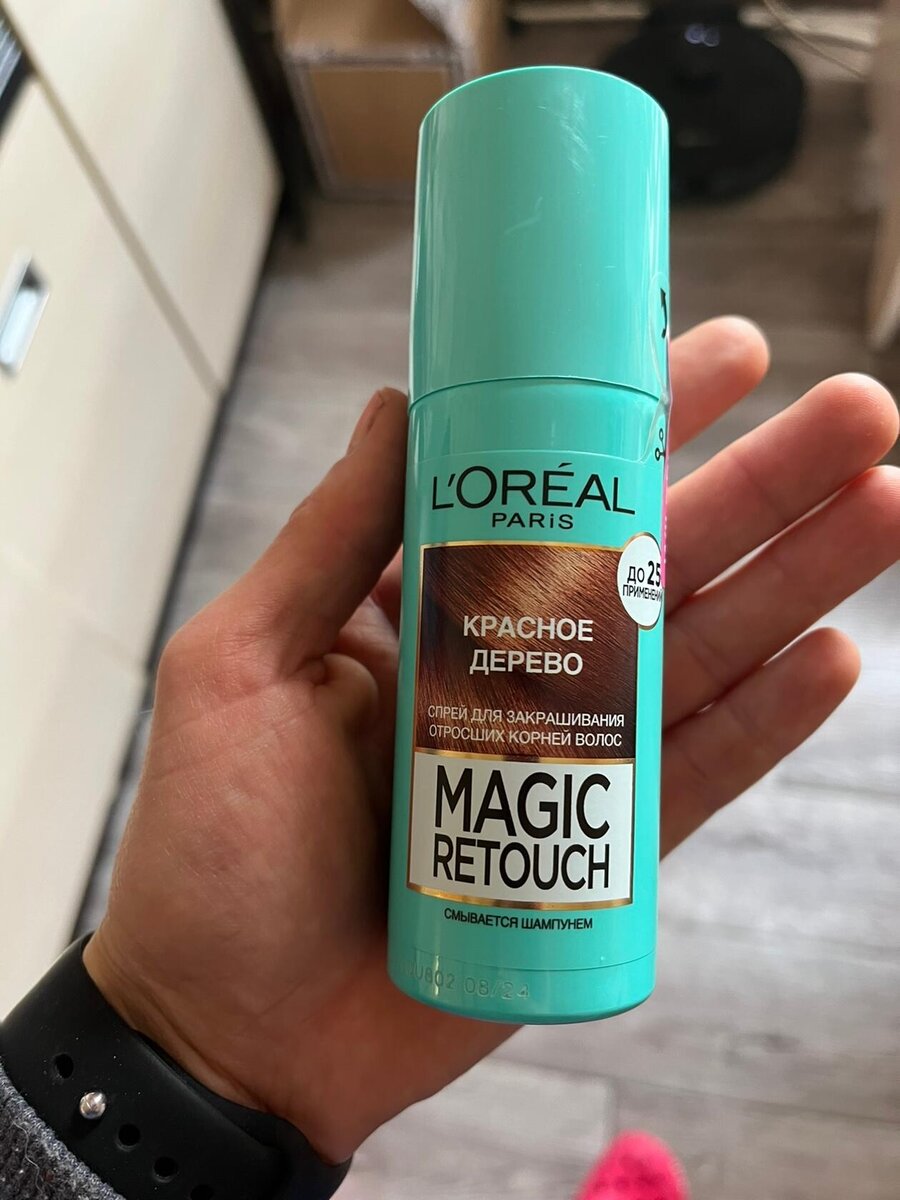 L'ORÉAL
PARIS
ДО 25
ПРИМЕНЕНИЙ
КРАСНОЕ
ДЕРЕВО
СПРЕЙ ДЛЯ ЗАКРАШИВАНИЯ
ОТРОСШИХ КОРНЕЙ ВОЛОС
MAGIC
RETOUCH
СМЫВАЕТСЯ ШАМПУНЕМ
08/24